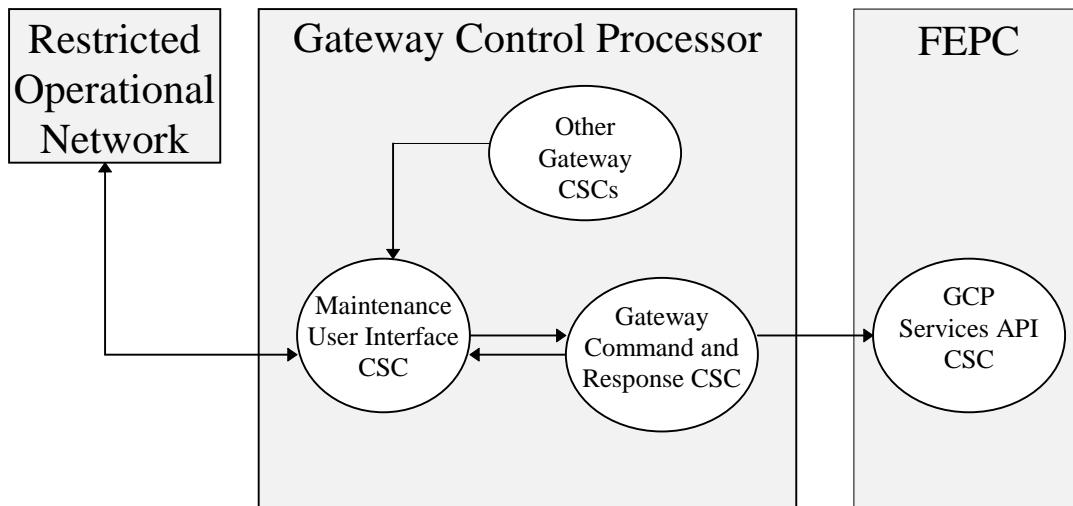 Restricted
Operational
Network
Gateway Control Processor
FEPC
Other
Gateway
CSCs
Maintenance
User Interface
CSC
Gateway
Command and
Response CSC
GCP
Services API
CSC